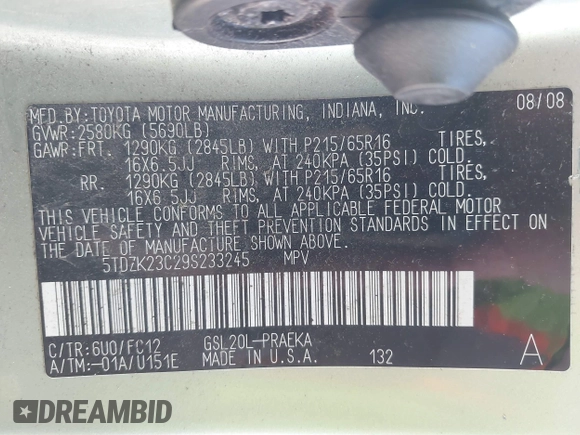 MFD.BY:TOYOTA MOTOR MANUFACTURING, INDIANA, INC. 08/08
GVWR:2580KG (5690LB)
GAWR:FRT. 1290KG (2845LB) WITH P215/65R16 TIRES,
16X6.5JJ RIMS, AT 240KPA (35PSI) COLD.
RR. 1290KG (2845LB) WITH P215/65R16 TIRES,
16X6.5JJ RIMS, AT 240KPA (35PSI) COLD.
THIS VEHICLE CONFORMS TO ALL APPLICABLE FEDERAL MOTOR
VEHICLE SAFETY AND THEFT PREVENTION STANDARDS IN EFFECT ON
THE DATE OF MANUFACTURE SHOWN ABOVE.
5TDZK23C29S233245 MPV
C/TR:6U0/FC12 GSL20L-PRAEKA
A/TM:-01A/U151E MADE IN U.S.A. 132 A
DREAMBID